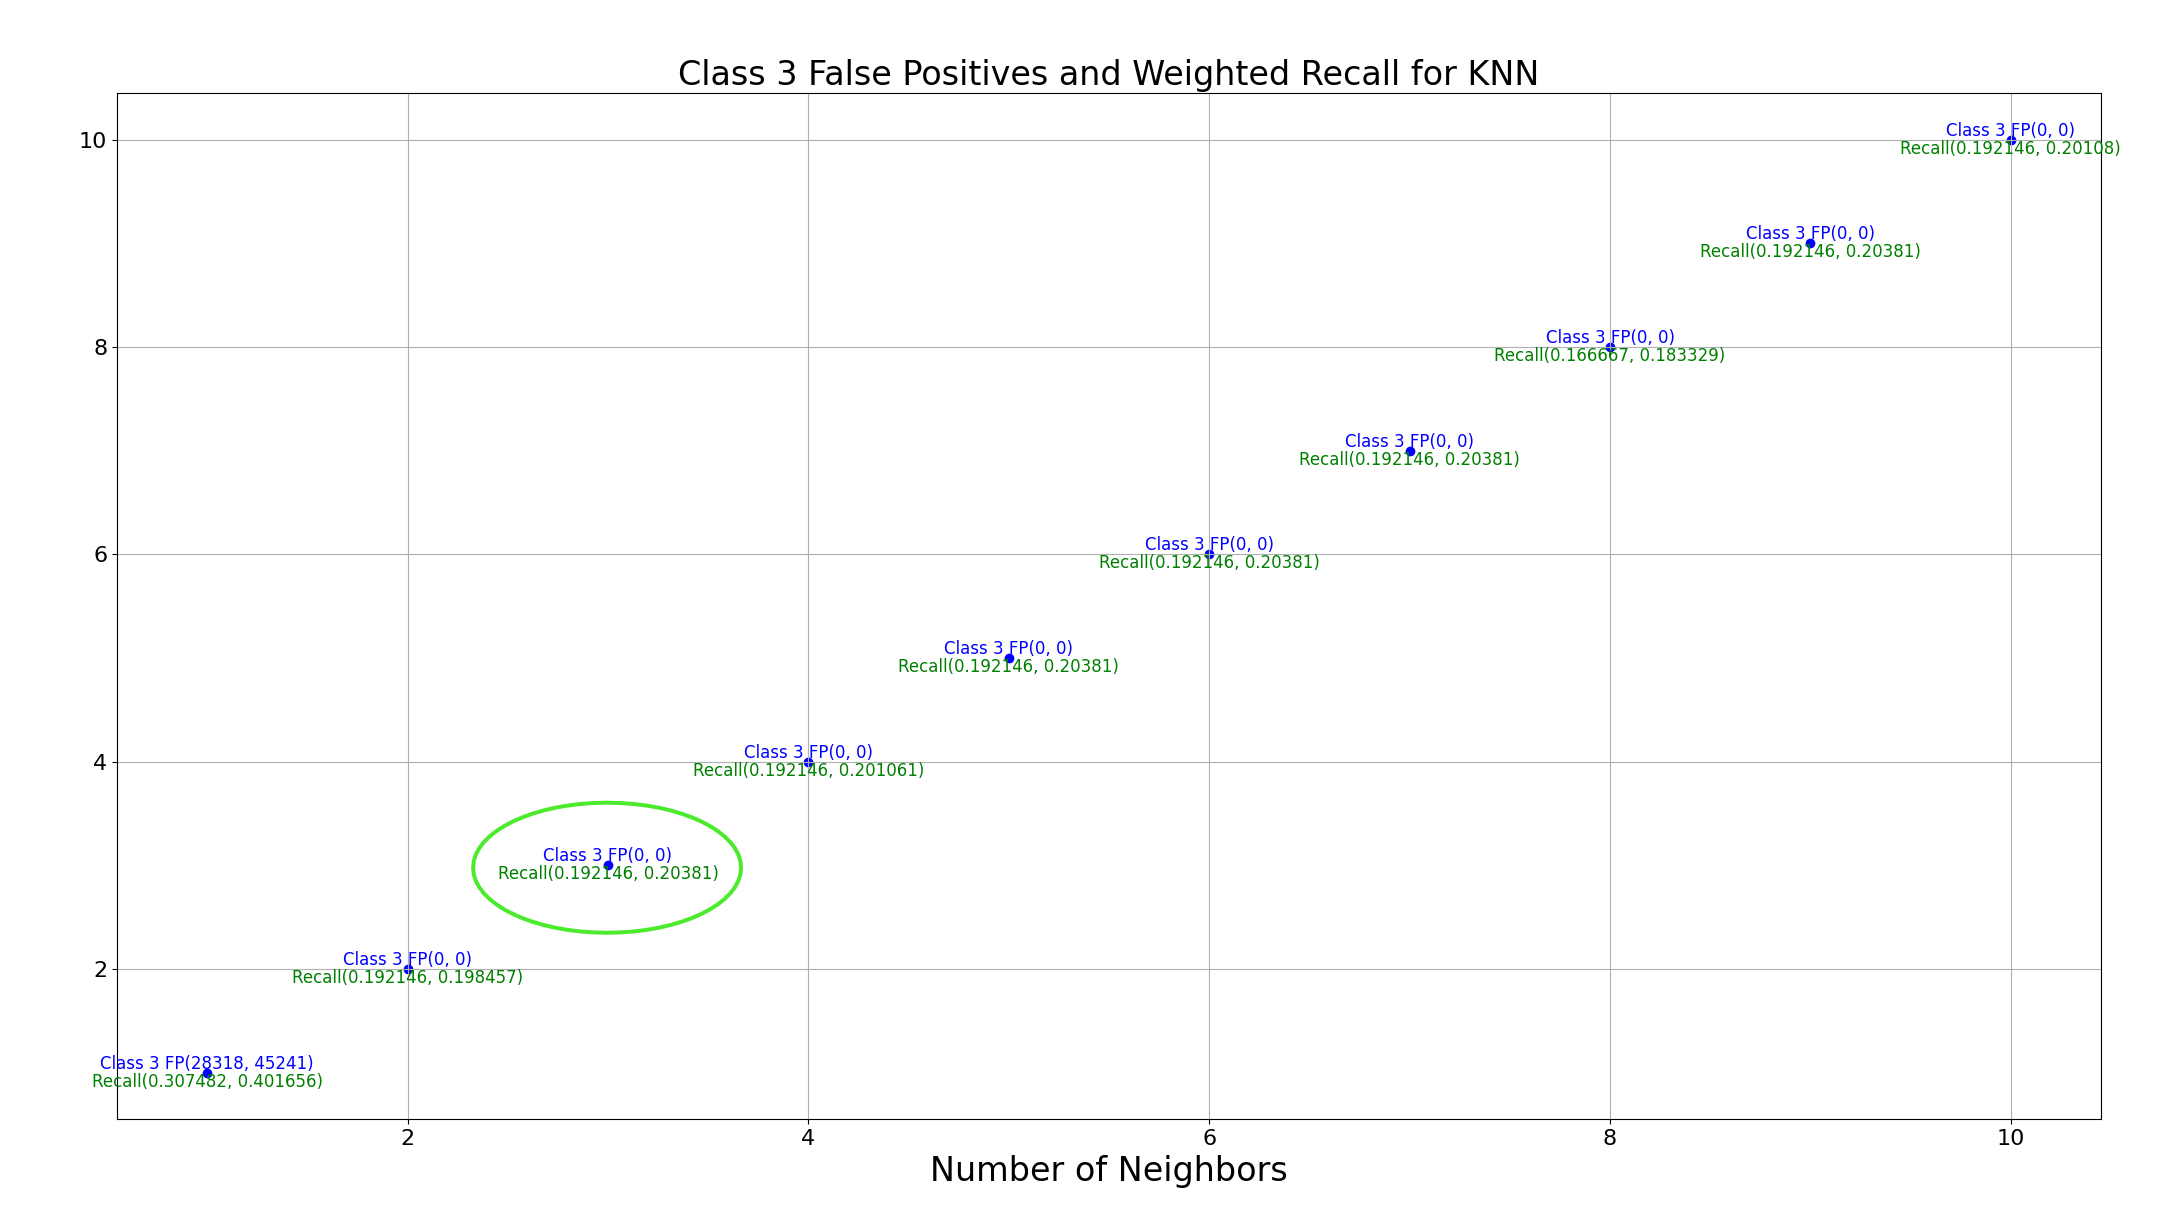 Class 3 False Positives and Weighted Recall for KNN
10
Class 3 FP(0, 0)
Recall(0.192146, 0.20108)
Class 3 FP(0, 0)
Recall(0.192146, 0.20381)
8
Class 3 FP(0, 0)
Recall(0.166667, 0.183329)
Class 3 FP(0, 0)
Recall(0.192146, 0.20381)
6
Class 3 FP(0, 0)
Recall(0.192146, 0.20381)
Class 3 FP(0, 0)
Recall(0.192146, 0.20381)
4
Class 3 FP(0, 0)
Recall(0.192146, 0.201061)
Class 3 FP(0, 0)
Recall(0.192146, 0.20381)
2
Class 3 FP(0, 0)
Recall(0.192146, 0.198457)
Class 3 FP(28318, 45241)
Recall(0.307482, 0.401656)
2 4 6 8 10
Number of Neighbors